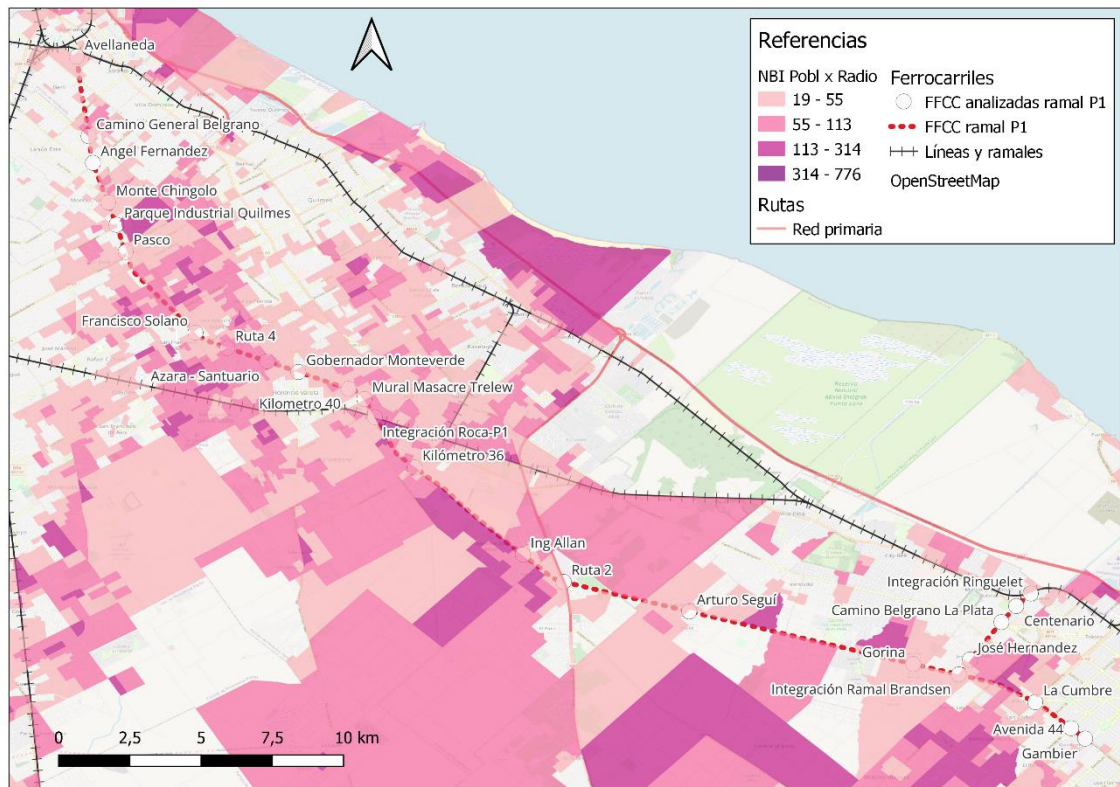 Referencias
NBI Pobl x Radio
19 - 55
55 - 113
113 - 314
314 - 776
Ferrocarriles
FFCC analizadas ramal P1
FFCC ramal P1
Líneas y ramales
OpenStreetMap
Rutas
Red primaria
Avellaneda
Camino General Belgrano
Angel Fernandez
Monte Chingolo
Parque Industrial Quilmes
Pasco
Francisco Solano
Ruta 4
Gobernador Monteverde
Azara - Santuario
Mural Masacre Trelew
Kilometro 40
Integración Roca-P1
Kilómetro 36
Ing Allan
Ruta 2
Arturo Seguí
Integración Ringuelet
Camino Belgrano La Plata
Centenario
José Hernandez
Gorina
Integración Ramal Brandsen
La Cumbre
Avenida 44
Gambier
Quilmes
0 2,5 5 7,5 10 km